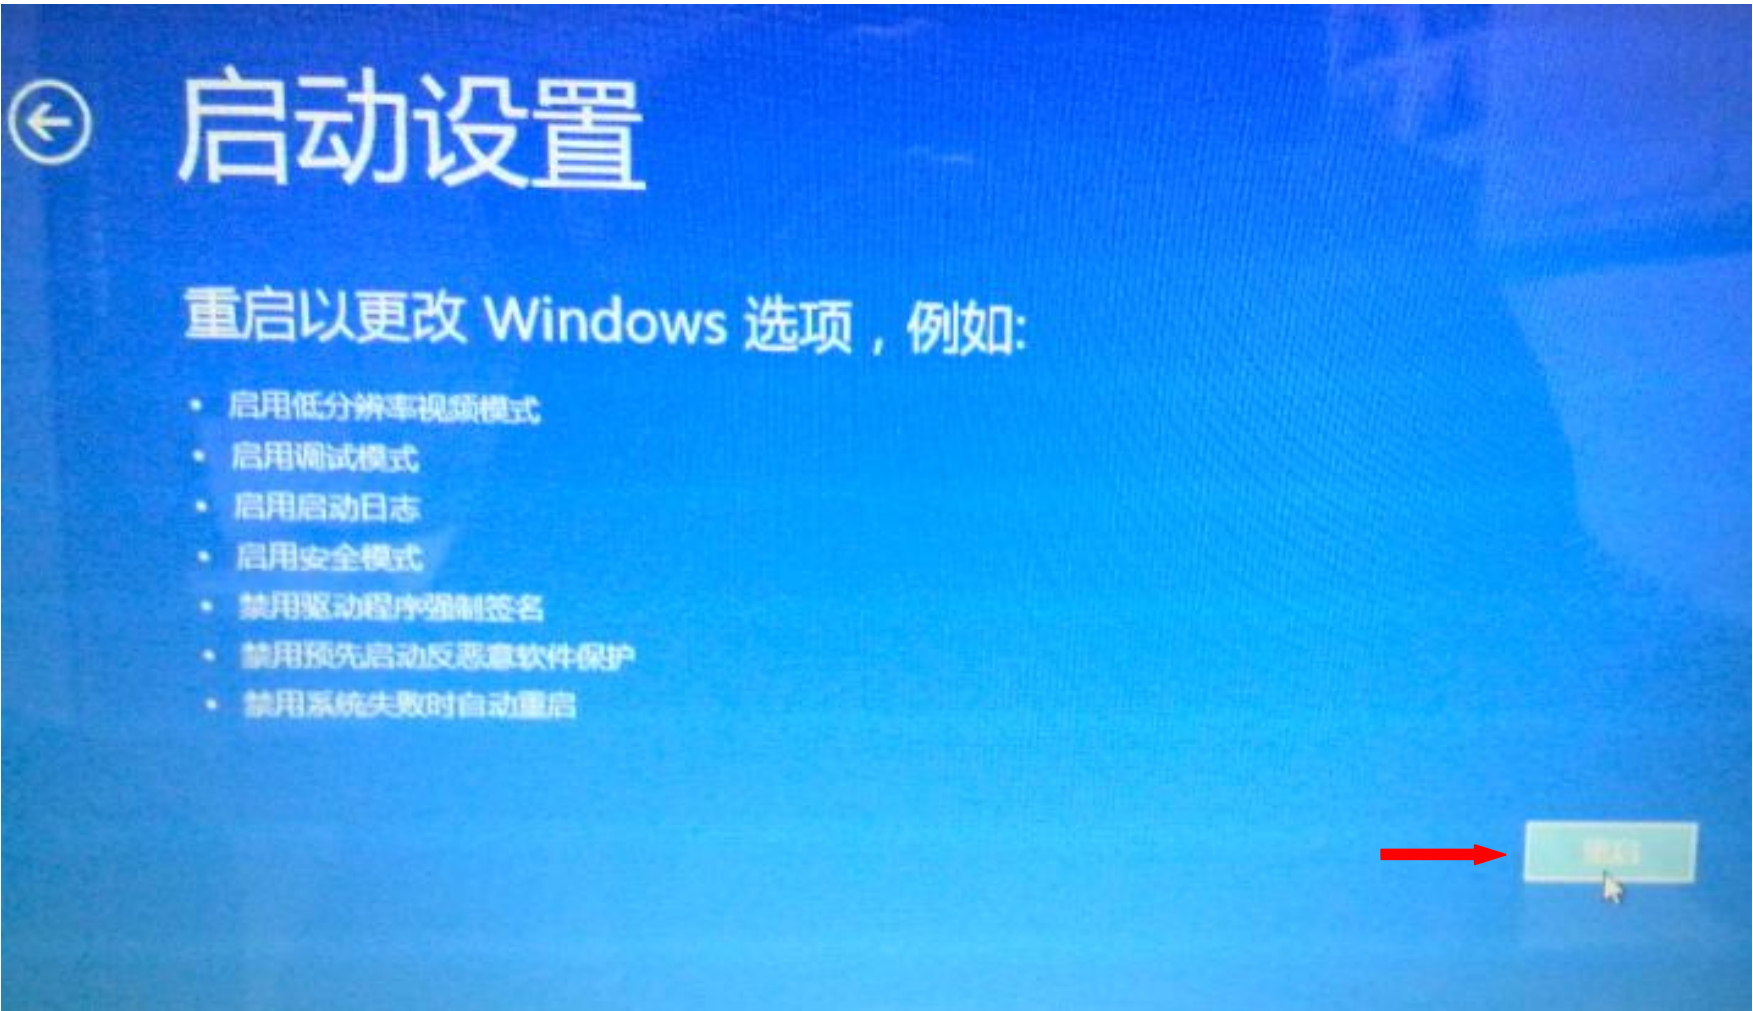 启动设置
重启以更改 Windows 选项，例如:
• 启用低分辨率视频模式
• 启用调试模式
• 启用启动日志
• 启用安全模式
• 禁用驱动程序强制签名
• 禁用预先启动反恶意软件保护
• 禁用系统失败时自动重启